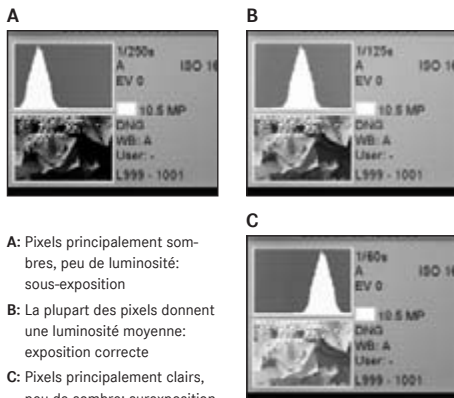 A
1/250s
A ISO 16
EV 0
10.5 MP
DNG
WB: A
User: -
L999 - 1001
B
1/125s
A ISO 16
EV 0
10.5 MP
DNG
WB: A
User: -
L999 - 1001
A: Pixels principalement som-
bres, peu de luminosité:
sous-exposition
B: La plupart des pixels donnent
une luminosité moyenne:
exposition correcte
C: Pixels principalement clairs,
peu de sombre: surexposition
C
1/60s
A ISO 16
EV 0
10.5 MP
DNG
WB: A
User: -
L999 - 1001